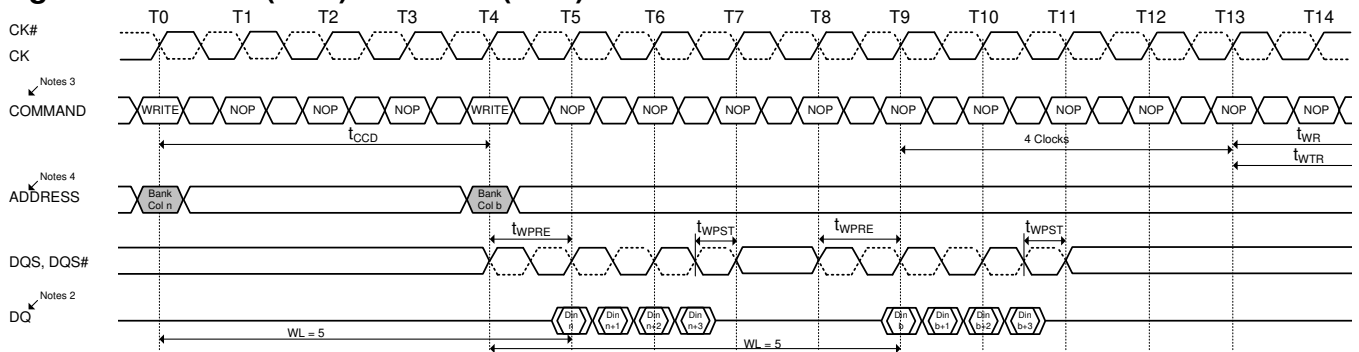 T0 T1 T2 T3 T4 T5 T6 T7 T8 T9 T10 T11 T12 T13 T14
CK#
CK
Notes 3
COMMAND WRITE NOP NOP NOP WRITE NOP NOP NOP NOP NOP NOP NOP NOP NOP NOP
tCCD 4 Clocks tWR
tWTR
Notes 4
ADDRESS Bank Col n Bank Col b
tWPRE tWPST tWPRE tWPST
DQS, DQS#
Notes 2
DQ Din n Din n+1 Din n+2 Din n+3 Din b Din b+1 Din b+2 Din b+3
WL = 5 WL = 5